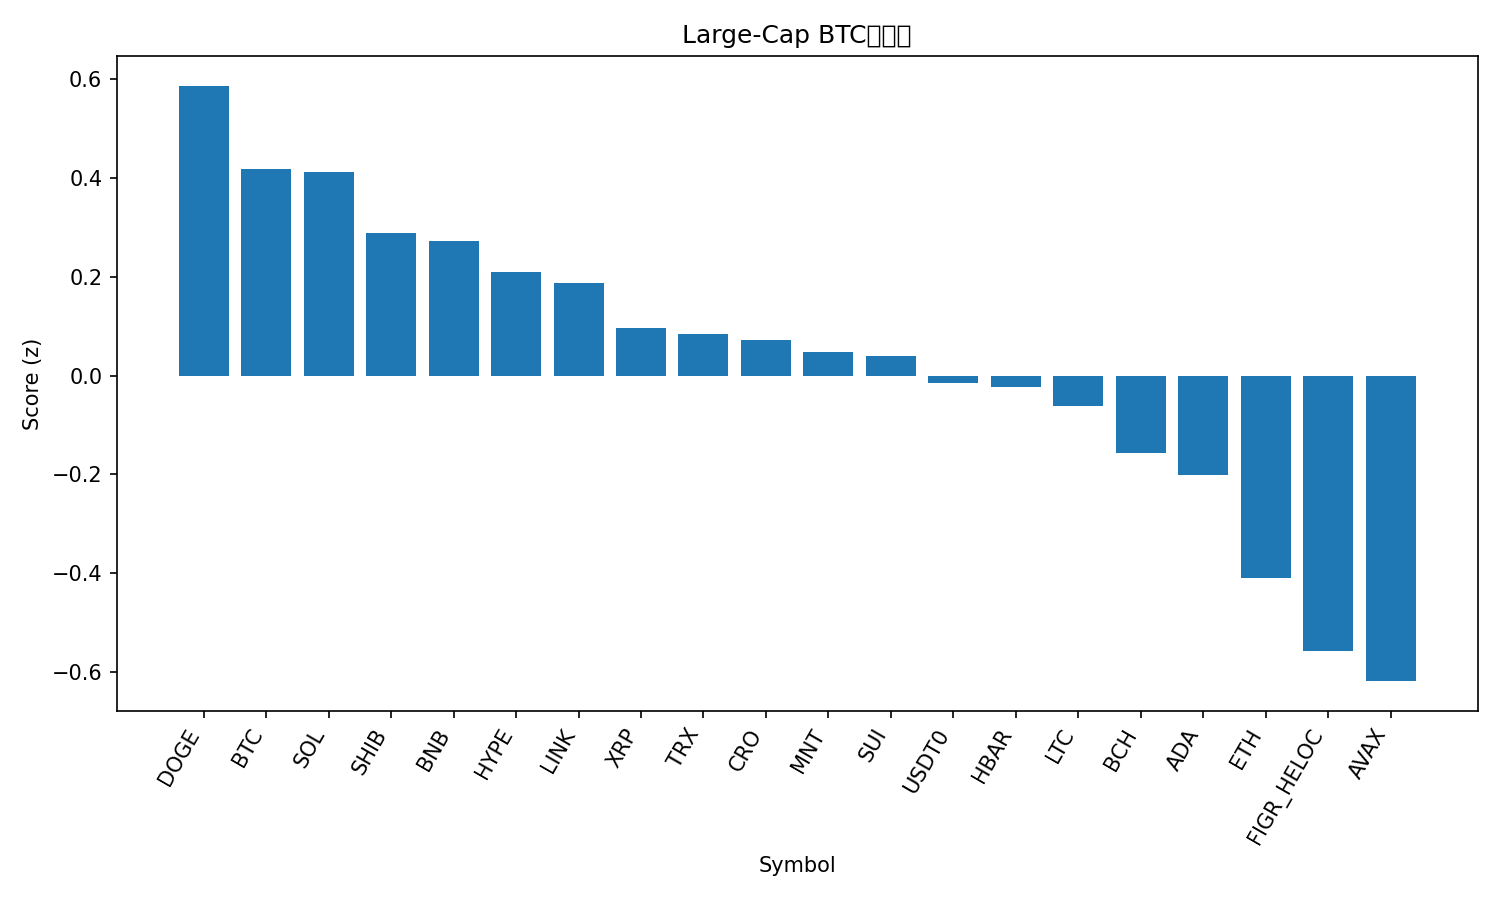 Large-Cap BTC
0.6
0.4
0.2
0.0
−0.2
−0.4
−0.6
Score (z)
DOGE
BTC
SOL
SHIB
BNB
HYPE
LINK
XRP
TRX
CRO
MNT
SUI
USDT0
HBAR
LTC
BCH
ADA
ETH
FIGR_HELOC
AVAX
Symbol